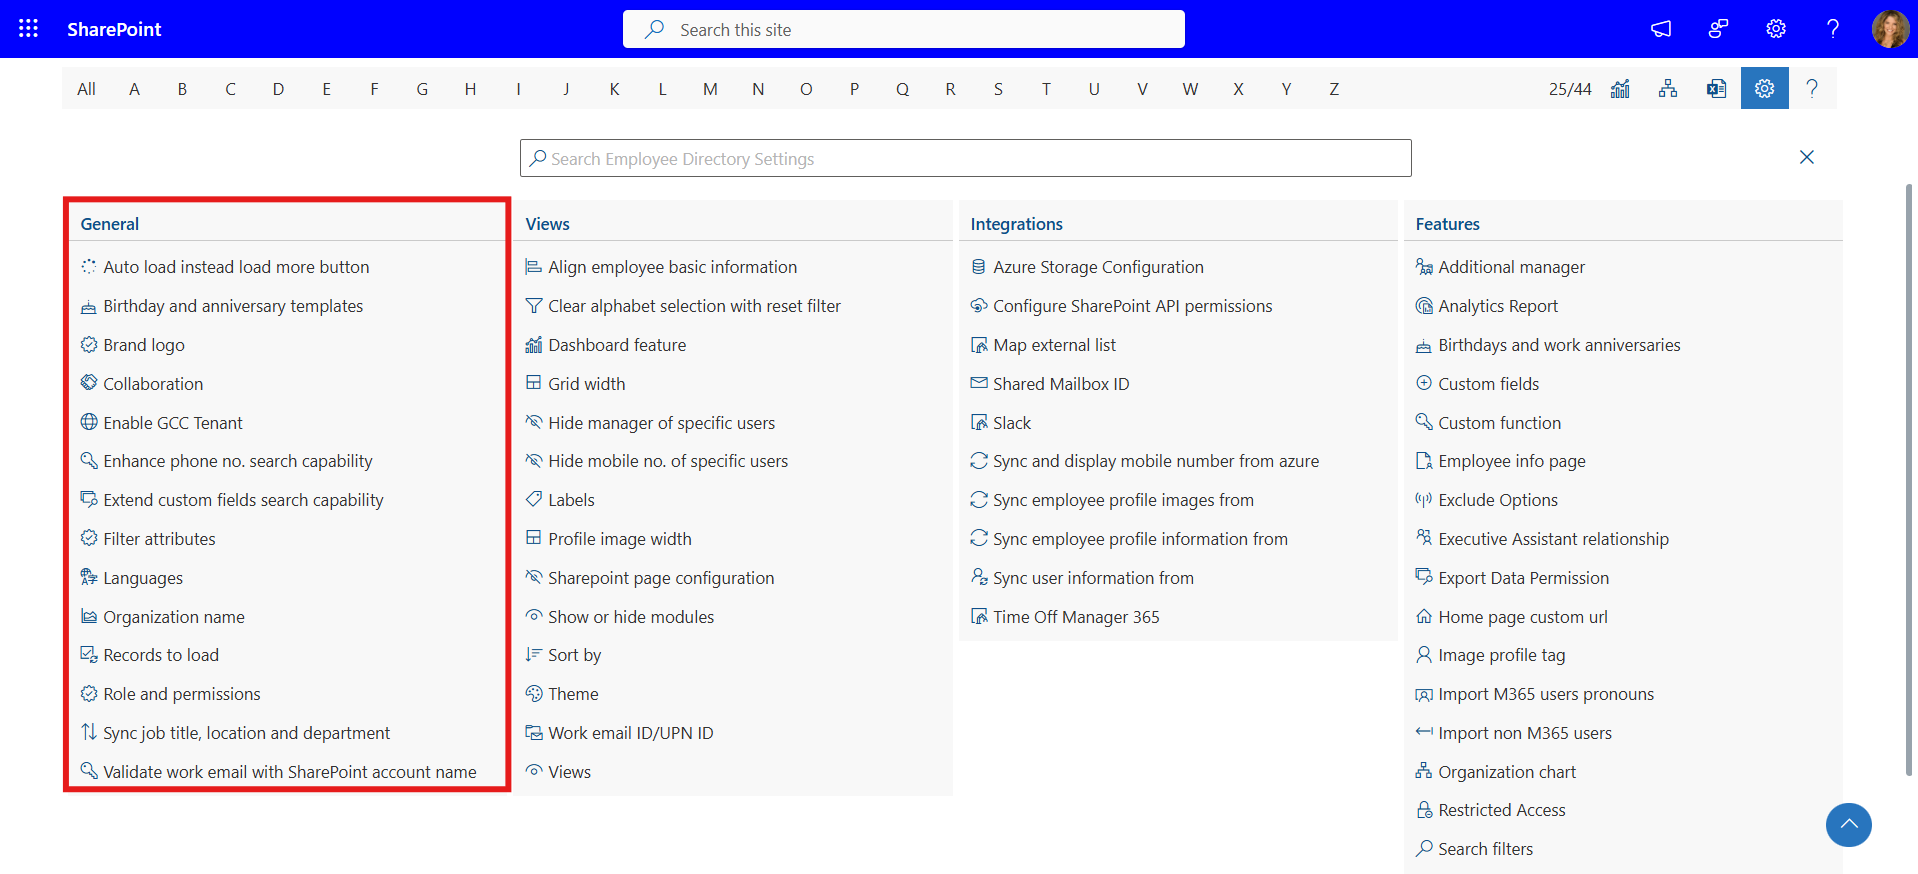 SharePoint
Search this site
All A B C D E F G H I J K L M N O P Q R S T U V W X Y Z 25/44
Search Employee Directory Settings
General
Auto load instead load more button
Birthday and anniversary templates
Brand logo
Collaboration
Enable GCC Tenant
Enhance phone no. search capability
Extend custom fields search capability
Filter attributes
Languages
Organization name
Records to load
Role and permissions
Sync job title, location and department
Validate work email with SharePoint account name
Views
Align employee basic information
Clear alphabet selection with reset filter
Dashboard feature
Grid width
Hide manager of specific users
Hide mobile no. of specific users
Labels
Profile image width
Sharepoint page configuration
Show or hide modules
Sort by
Theme
Work email ID/UPN ID
Views
Integrations
Azure Storage Configuration
Configure SharePoint API permissions
Map external list
Shared Mailbox ID
Slack
Sync and display mobile number from azure
Sync employee profile images from
Sync employee profile information from
Sync user information from
Time Off Manager 365
Features
Additional manager
Analytics Report
Birthdays and work anniversaries
Custom fields
Custom function
Employee info page
Exclude Options
Executive Assistant relationship
Export Data Permission
Home page custom url
Image profile tag
Import M365 users pronouns
Import non M365 users
Organization chart
Restricted Access
Search filters